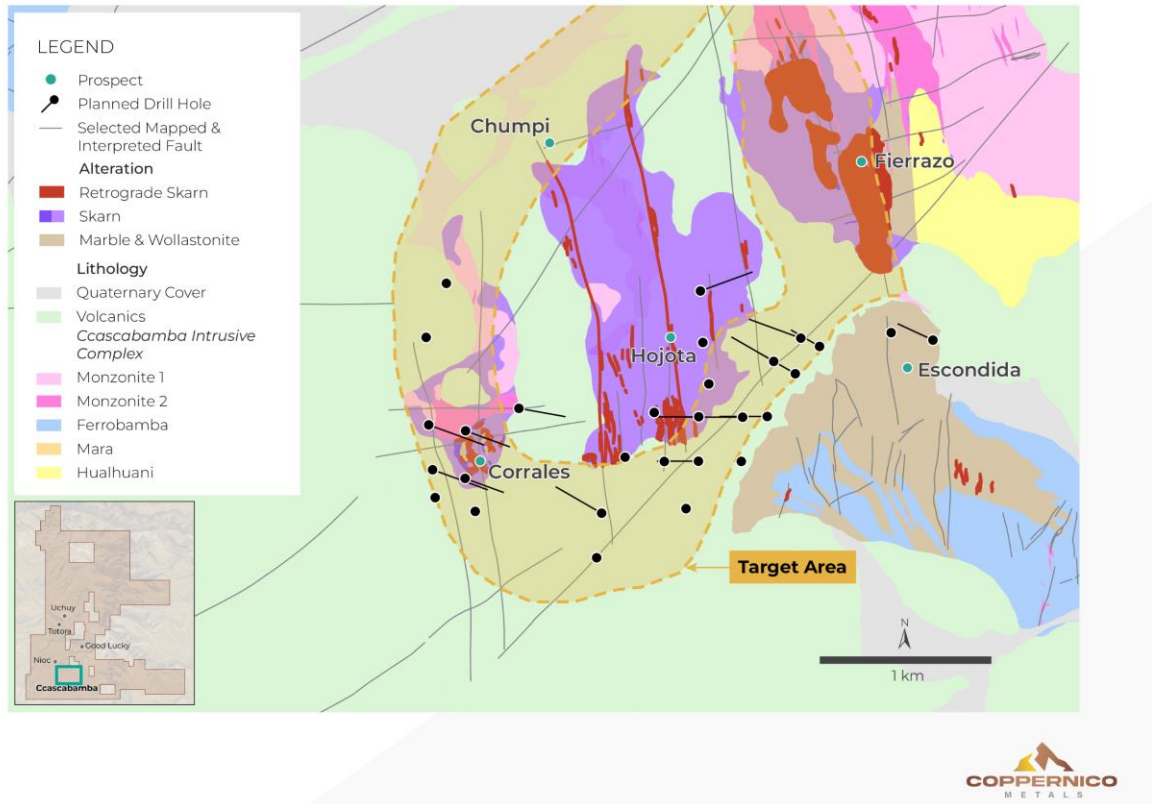 LEGEND
Prospect
Planned Drill Hole
Selected Mapped &
Interpreted Fault
Alteration
Retrograde Skarn
Skarn
Marble & Wollastonite
Lithology
Quaternary Cover
Volcanics
Ccascabamba Intrusive
Complex
Monzonite 1
Monzonite 2
Ferrobamba
Mara
Hualhuani
Chumpi
Fierrazo
Hojota
Escondida
Corrales
Target Area
N
1 km
Uchuy
Totora
Good Lucky
Nioc
Ccascabamba
COPPERNICO
METALS